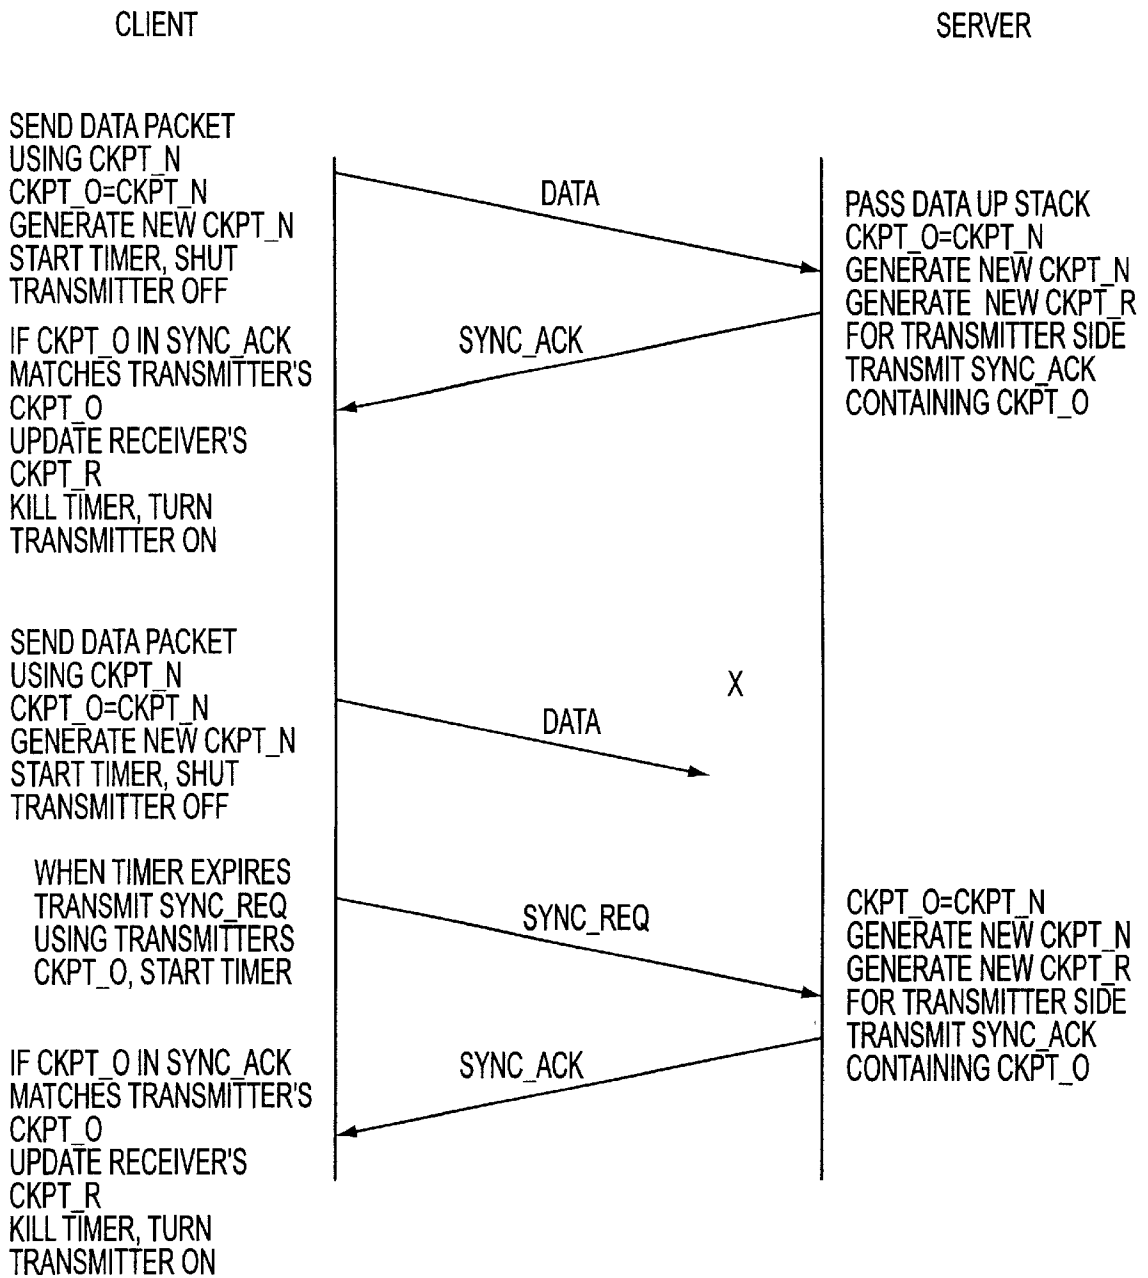 CLIENT
SERVER
SEND DATA PACKET
USING CKPT_N
CKPT_O=CKPT_N
GENERATE NEW CKPT_N
START TIMER, SHUT
TRANSMITTER OFF
DATA
PASS DATA UP STACK
CKPT_O=CKPT_N
GENERATE NEW CKPT_N
GENERATE NEW CKPT_R
FOR TRANSMITTER SIDE
TRANSMIT SYNC_ACK
CONTAINING CKPT_O
SYNC_ACK
IF CKPT_O IN SYNC_ACK
MATCHES TRANSMITTER'S
CKPT_O
UPDATE RECEIVER'S
CKPT_R
KILL TIMER, TURN
TRANSMITTER ON
SEND DATA PACKET
USING CKPT_N
CKPT_O=CKPT_N
GENERATE NEW CKPT_N
START TIMER, SHUT
TRANSMITTER OFF
DATA
X
WHEN TIMER EXPIRES
TRANSMIT SYNC_REQ
USING TRANSMITTERS
CKPT_O, START TIMER
SYNC_REQ
CKPT_O=CKPT_N
GENERATE NEW CKPT_N
GENERATE NEW CKPT_R
FOR TRANSMITTER SIDE
TRANSMIT SYNC_ACK
CONTAINING CKPT_O
SYNC_ACK
IF CKPT_O IN SYNC_ACK
MATCHES TRANSMITTER'S
CKPT_O
UPDATE RECEIVER'S
CKPT_R
KILL TIMER, TURN
TRANSMITTER ON